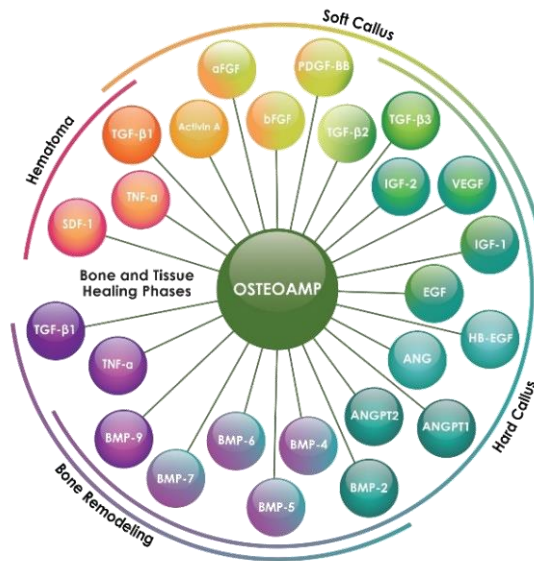 Soft Callus
aFGF
PDGF-BB
TGF-β1
Activin A
bFGF
TGF-β2
TGF-β3
Hematoma
TNF-α
IGF-2
VEGF
SDF-1
IGF-1
Bone and Tissue
Healing Phases
OSTEOAMP
EGF
TGF-β1
HB-EGF
TNF-α
ANG
ANGPT2
ANGPT1
Hard Callus
BMP-9
BMP-6
BMP-4
BMP-7
BMP-5
BMP-2
Bone Remodeling